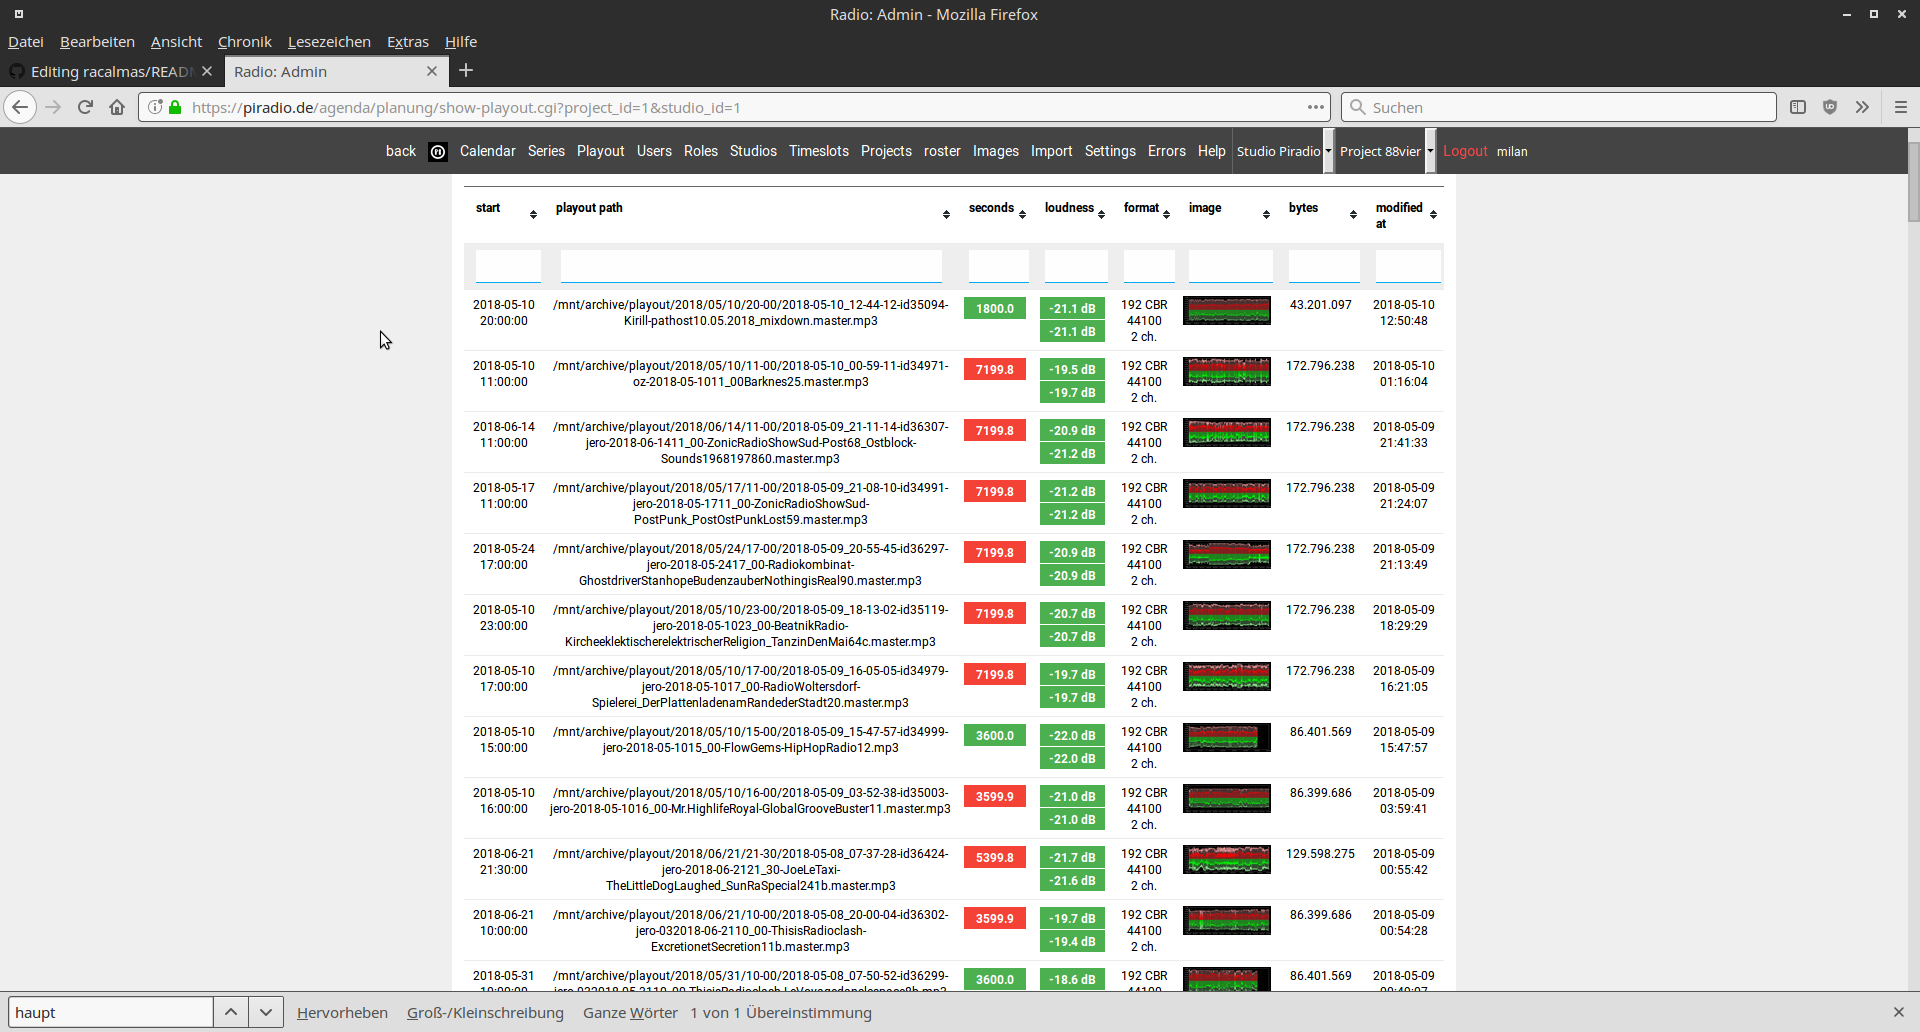 Radio: Admin - Mozilla Firefox
Datei Bearbeiten Ansicht Chronik Lesezeichen Extras Hilfe
Editing racalmas/READ Radio: Admin
https://piradio.de/agenda/planung/show-playout.cgi?project_id=1&studio_id=1 Suchen
back Calendar Series Playout Users Roles Studios Timeslots Projects roster Images Import Settings Errors Help Studio Piradio Project 88vier Logout milan
start playout path seconds loudness format image bytes modified
at
2018-05-10 /mnt/archive/playout/2018/05/10/20-00/2018-05-10_12-44-12-id35094- 1800.0 -21.1 dB 192 CBR 43.201.097 2018-05-10
20:00:00 Kirill-pathost10.05.2018_mixdown.master.mp3 -21.1 dB 44100 12:50:48
2 ch.
2018-05-10 /mnt/archive/playout/2018/05/10/11-00/2018-05-10_00-59-11-id34971- 7199.8 -19.5 dB 192 CBR 172.796.238 2018-05-10
11:00:00 oz-2018-05-1011_00Barknes25.master.mp3 -19.7 dB 44100 01:16:04
2 ch.
2018-06-14 /mnt/archive/playout/2018/06/14/11-00/2018-05-09_21-11-14-id36307- 7199.8 -20.9 dB 192 CBR 172.796.238 2018-05-09
11:00:00 jero-2018-06-1411_00-ZonicRadioShowSud-Post68_Ostblock- -21.2 dB 44100 21:41:33
Sounds1968197860.master.mp3 2 ch.
2018-05-17 /mnt/archive/playout/2018/05/17/11-00/2018-05-09_21-08-10-id34991- 7199.8 -21.2 dB 192 CBR 172.796.238 2018-05-09
11:00:00 jero-2018-05-1711_00-ZonicRadioShowSud- -21.2 dB 44100 21:24:07
PostPunk_PostOstPunkLost59.master.mp3 2 ch.
2018-05-24 /mnt/archive/playout/2018/05/24/17-00/2018-05-09_20-55-45-id36297- 7199.8 -20.9 dB 192 CBR 172.796.238 2018-05-09
17:00:00 jero-2018-05-2417_00-Radiokombinat- -20.9 dB 44100 21:13:49
GhostdriverStanhopeBudenzauberNothingisReal90.master.mp3 2 ch.
2018-05-10 /mnt/archive/playout/2018/05/10/23-00/2018-05-09_18-13-02-id35119- 7199.8 -20.7 dB 192 CBR 172.796.238 2018-05-09
23:00:00 jero-2018-05-1023_00-BeatnikRadio- -20.7 dB 44100 18:29:29
KircheeklektischerelektrischerReligion_TanzinDenMai64c.master.mp3 2 ch.
2018-05-10 /mnt/archive/playout/2018/05/10/17-00/2018-05-09_16-05-05-id34979- 7199.8 -19.7 dB 192 CBR 172.796.238 2018-05-09
17:00:00 jero-2018-05-1017_00-RadioWoltersdorf- -19.7 dB 44100 16:21:05
Spielerei_DerPlattenladenamRandederStadt20.master.mp3 2 ch.
2018-05-10 /mnt/archive/playout/2018/05/10/15-00/2018-05-09_15-47-57-id34999- 3600.0 -22.0 dB 192 CBR 86.401.569 2018-05-09
15:00:00 jero-2018-05-1015_00-FlowGems-HipHopRadio12.mp3 -22.0 dB 44100 15:47:57
2 ch.
2018-05-10 /mnt/archive/playout/2018/05/10/16-00/2018-05-09_03-52-38-id35003- 3599.9 -21.0 dB 192 CBR 86.399.686 2018-05-09
16:00:00 jero-2018-05-1016_00-Mr.HighlifeRoyal-GlobalGrooveBuster11.master.mp3 -21.0 dB 44100 03:59:41
2 ch.
2018-06-21 /mnt/archive/playout/2018/06/21/21-30/2018-05-08_07-37-28-id36424- 5399.8 -21.7 dB 192 CBR 129.598.275 2018-05-09
21:30:00 jero-2018-06-2121_30-JoeLeTaxi- -21.6 dB 44100 00:55:42
TheLittleDogLaughed_SunRaSpecial241b.master.mp3 2 ch.
2018-06-21 /mnt/archive/playout/2018/06/21/10-00/2018-05-08_20-00-04-id36302- 3599.9 -19.7 dB 192 CBR 86.399.686 2018-05-09
10:00:00 jero-032018-06-2110_00-ThisisRadioclash- -19.4 dB 44100 00:54:28
ExcretionetSecretion11b.master.mp3 2 ch.
2018-05-31 /mnt/archive/playout/2018/05/31/10-00/2018-05-08_07-50-52-id36299- 3600.0 -18.6 dB 192 CBR 86.401.569 2018-05-09
haupt Hervorheben Groß-/Kleinschreibung Ganze Wörter 1 von 1 Übereinstimmung